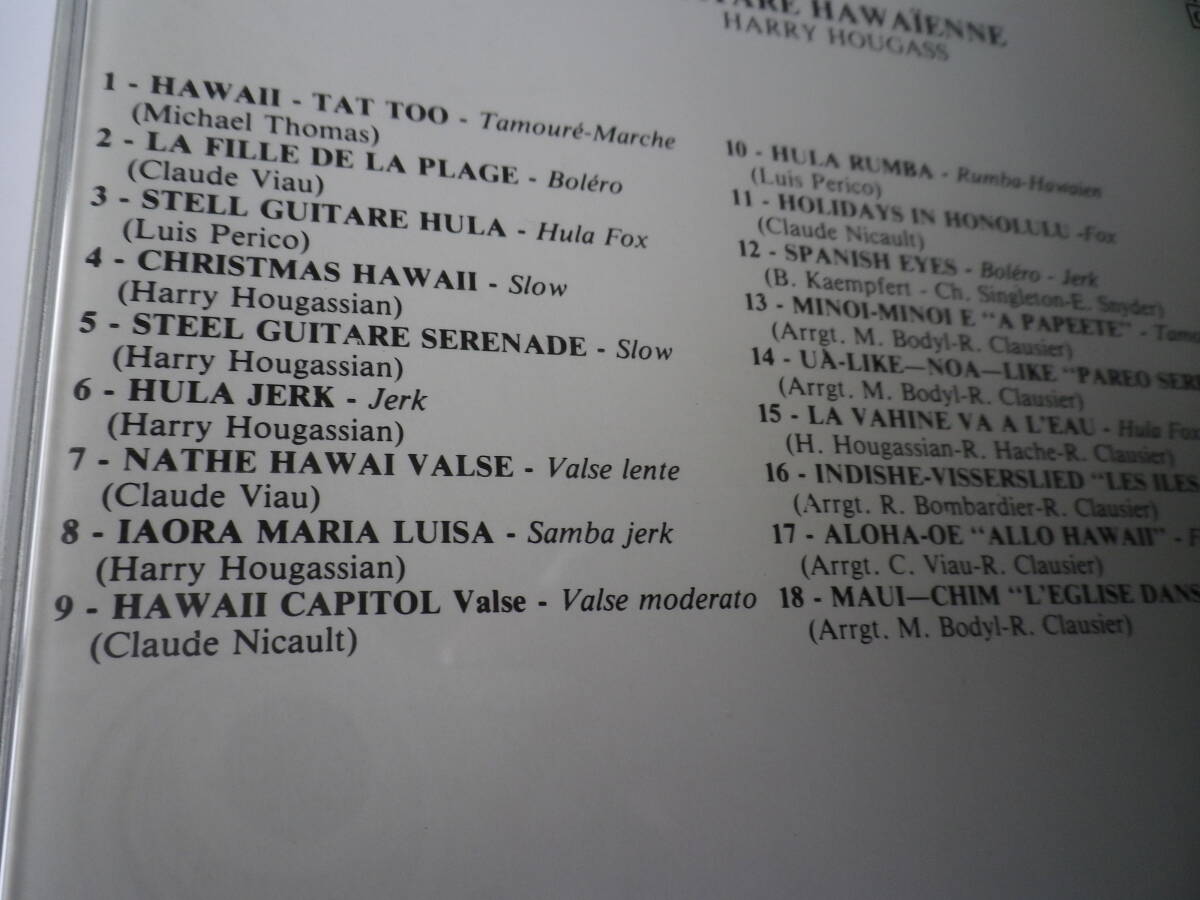 HAWAÏENNE
HARRY HOUGASS
1 - HAWAII - TAT TOO - Tamouré-Marche
(Michael Thomas)
2 - LA FILLE DE LA PLAGE - Boléro
(Claude Viau)
3 - STELL GUITARE HULA - Hula Fox
(Luis Perico)
4 - CHRISTMAS HAWAII - Slow
(Harry Hougassian)
5 - STEEL GUITARE SERENADE - Slow
(Harry Hougassian)
6 - HULA JERK - Jerk
(Harry Hougassian)
7 - NATHE HAWAI VALSE - Valse lente
(Claude Viau)
8 - IAORA MARIA LUISA - Samba jerk
(Harry Hougassian)
9 - HAWAII CAPITOL Valse - Valse moderato
(Claude Nicault)
10 - HULA RUMBA - Rumba-Hawaien
(Luis Perico)
11 - HOLIDAYS IN HONOLULU -Fox
(Claude Nicault)
12 - SPANISH EYES - Boléro - Jerk
(B. Kaempfert - Ch. Singleton-E. Snyder)
13 - MINOI-MINOI E "A PAPEETE" -
(Arrgt. M. Bodyl-R. Clausier)
14 - UA-LIKE—NOA—LIKE "PAREO
(Arrgt. M. Bodyl-R. Clausier)
15 - LA VAHINE VA A L'EAU - Hula Fox
(H. Hougassian-R. Hache-R. Clausier)
16 - INDISHE-VISSERSLIED "LES ILES
(Arrgt. R. Bombardier-R. Clausier)
17 - ALOHA-OE "ALLO HAWAII" -
(Arrgt. C. Viau-R. Clausier)
18 - MAUI—CHIM "L'EGLISE DANS
(Arrgt. M. Bodyl-R. Clausier)